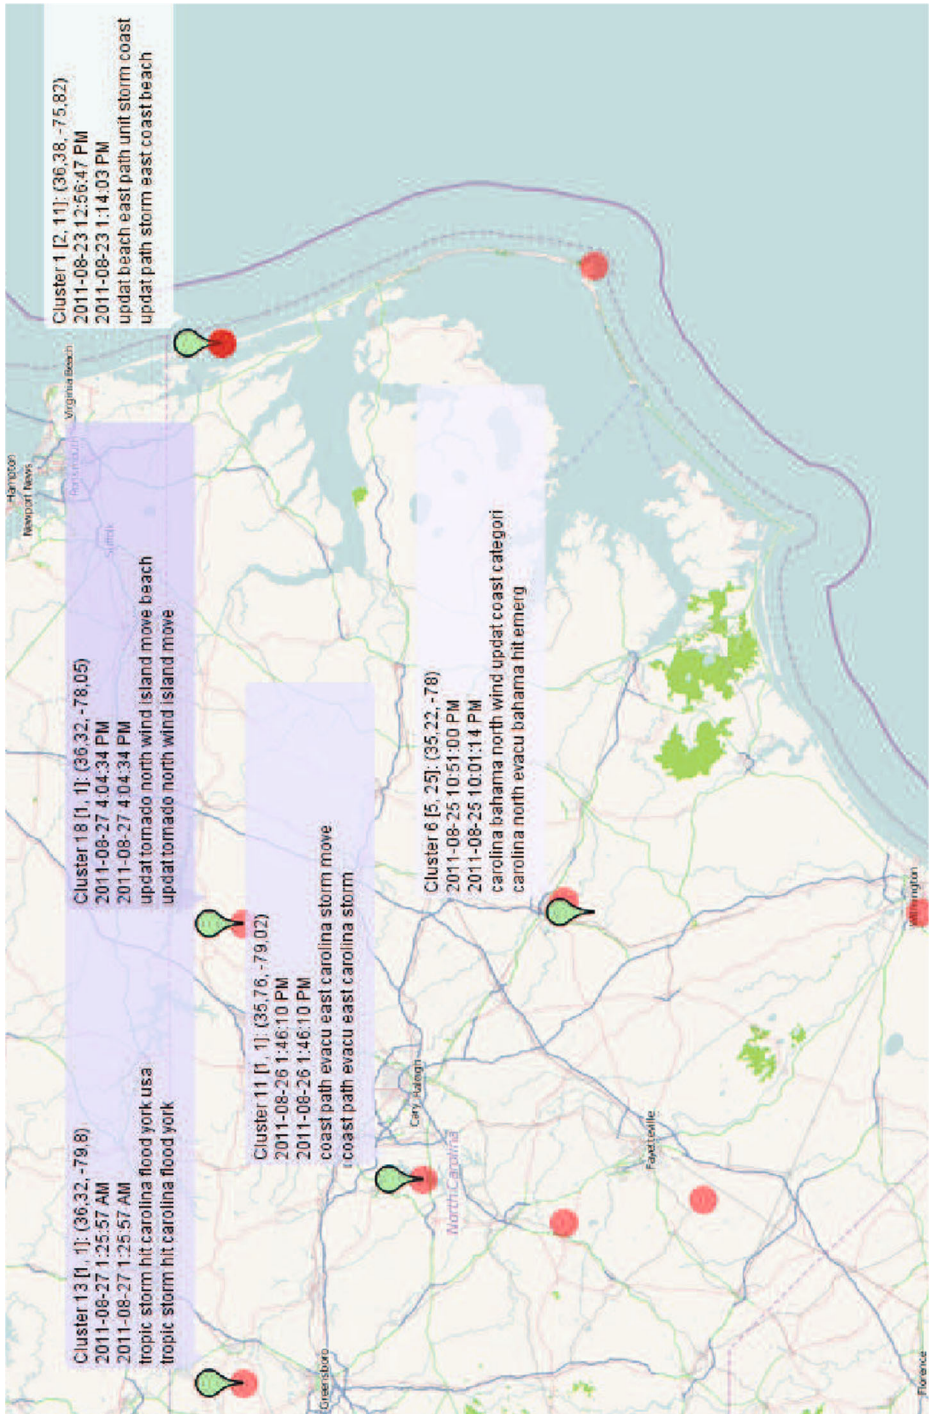 Cluster 1 [2, 11]: (36,38, -75,82)
2011-08-23 12:56:47 PM
2011-08-23 1:14:03 PM
updat beach east path unit storm coast
updat path storm east coast beach
Cluster 18 [1, 1]: (36,32, -78,05)
2011-08-27 4:04:34 PM
2011-08-27 4:04:34 PM
updat tornado north wind island move beach
updat tornado north wind island move
Cluster 13 [1, 1]: (36,32, -79,8)
2011-08-27 1:25:57 AM
2011-08-27 1:25:57 AM
tropic storm hit carolina flood york usa
tropic storm hit carolina flood york
Cluster 11 [1, 1]: (35,76, -79,02)
2011-08-26 1:46:10 PM
2011-08-26 1:46:10 PM
coast path evacu east carolina storm move
coast path evacu east carolina storm
Cluster 6 [5, 25]: (35,22, -78)
2011-08-25 10:51:00 PM
2011-08-25 10:01:14 PM
carolina bahama north wind updat coast categori
carolina north evacu bahama hit emerg
Hampton
Newport News
Virginia Beach
Portsmouth
Suffolk
Greensboro
Cary
Raleigh
North Carolina
Fayetteville
Wilmington
Florence